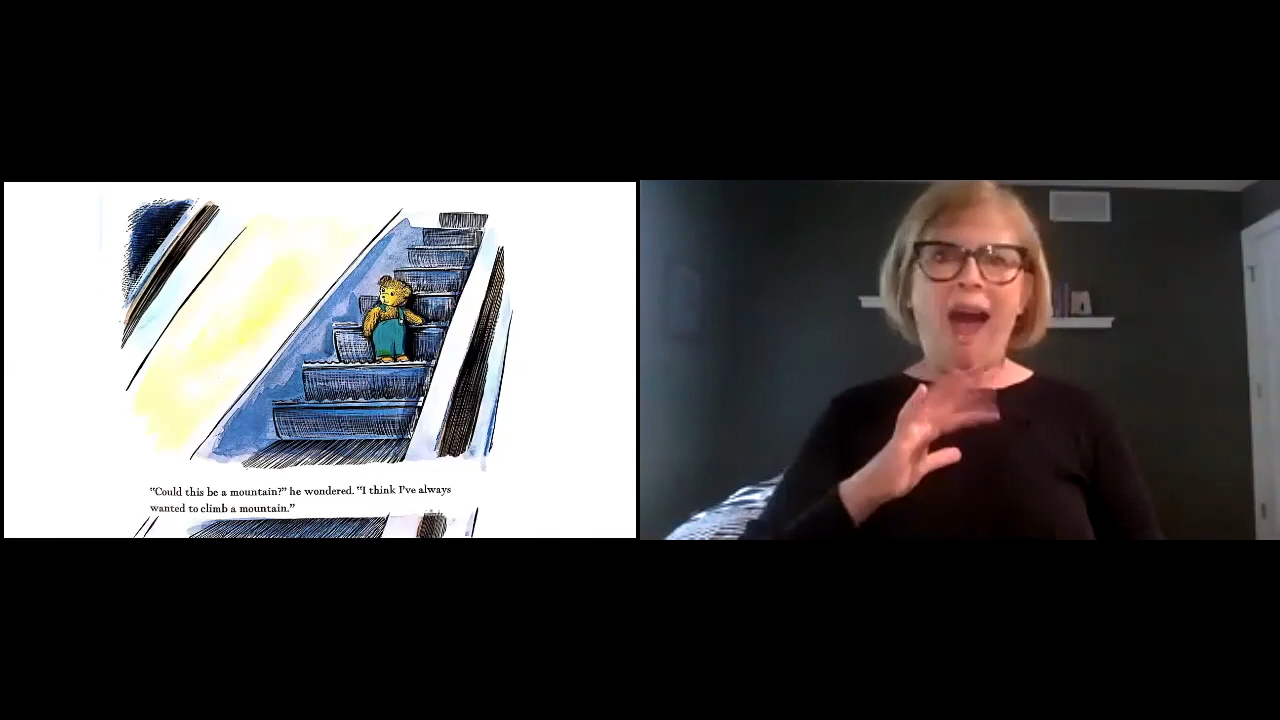 “Could this be a mountain?” he wondered. “I think I’ve always
wanted to climb a mountain.”